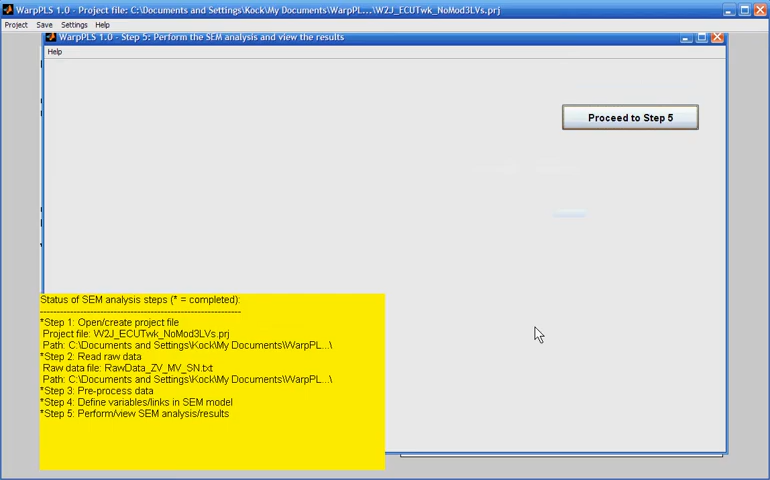 WarpPLS 1.0 - Project file: C:\Documents and Settings\Kock\My Documents\WarpPL...\W2J_ECUTwk_NoMod3LVs.prj
Project Save Settings Help
WarpPLS 1.0 - Step 5: Perform the SEM analysis and view the results
Help
Proceed to Step 5
Status of SEM analysis steps (* = completed):
-----------------------------------------------------------
*Step 1: Open/create project file
Project file: W2J_ECUTwk_NoMod3LVs.prj
Path: C:\Documents and Settings\Kock\My Documents\WarpPL...\
*Step 2: Read raw data
Raw data file: RawData_ZV_MV_SN.txt
Path: C:\Documents and Settings\Kock\My Documents\WarpPL...\
*Step 3: Pre-process data
*Step 4: Define variables/links in SEM model
*Step 5: Perform/view SEM analysis/results